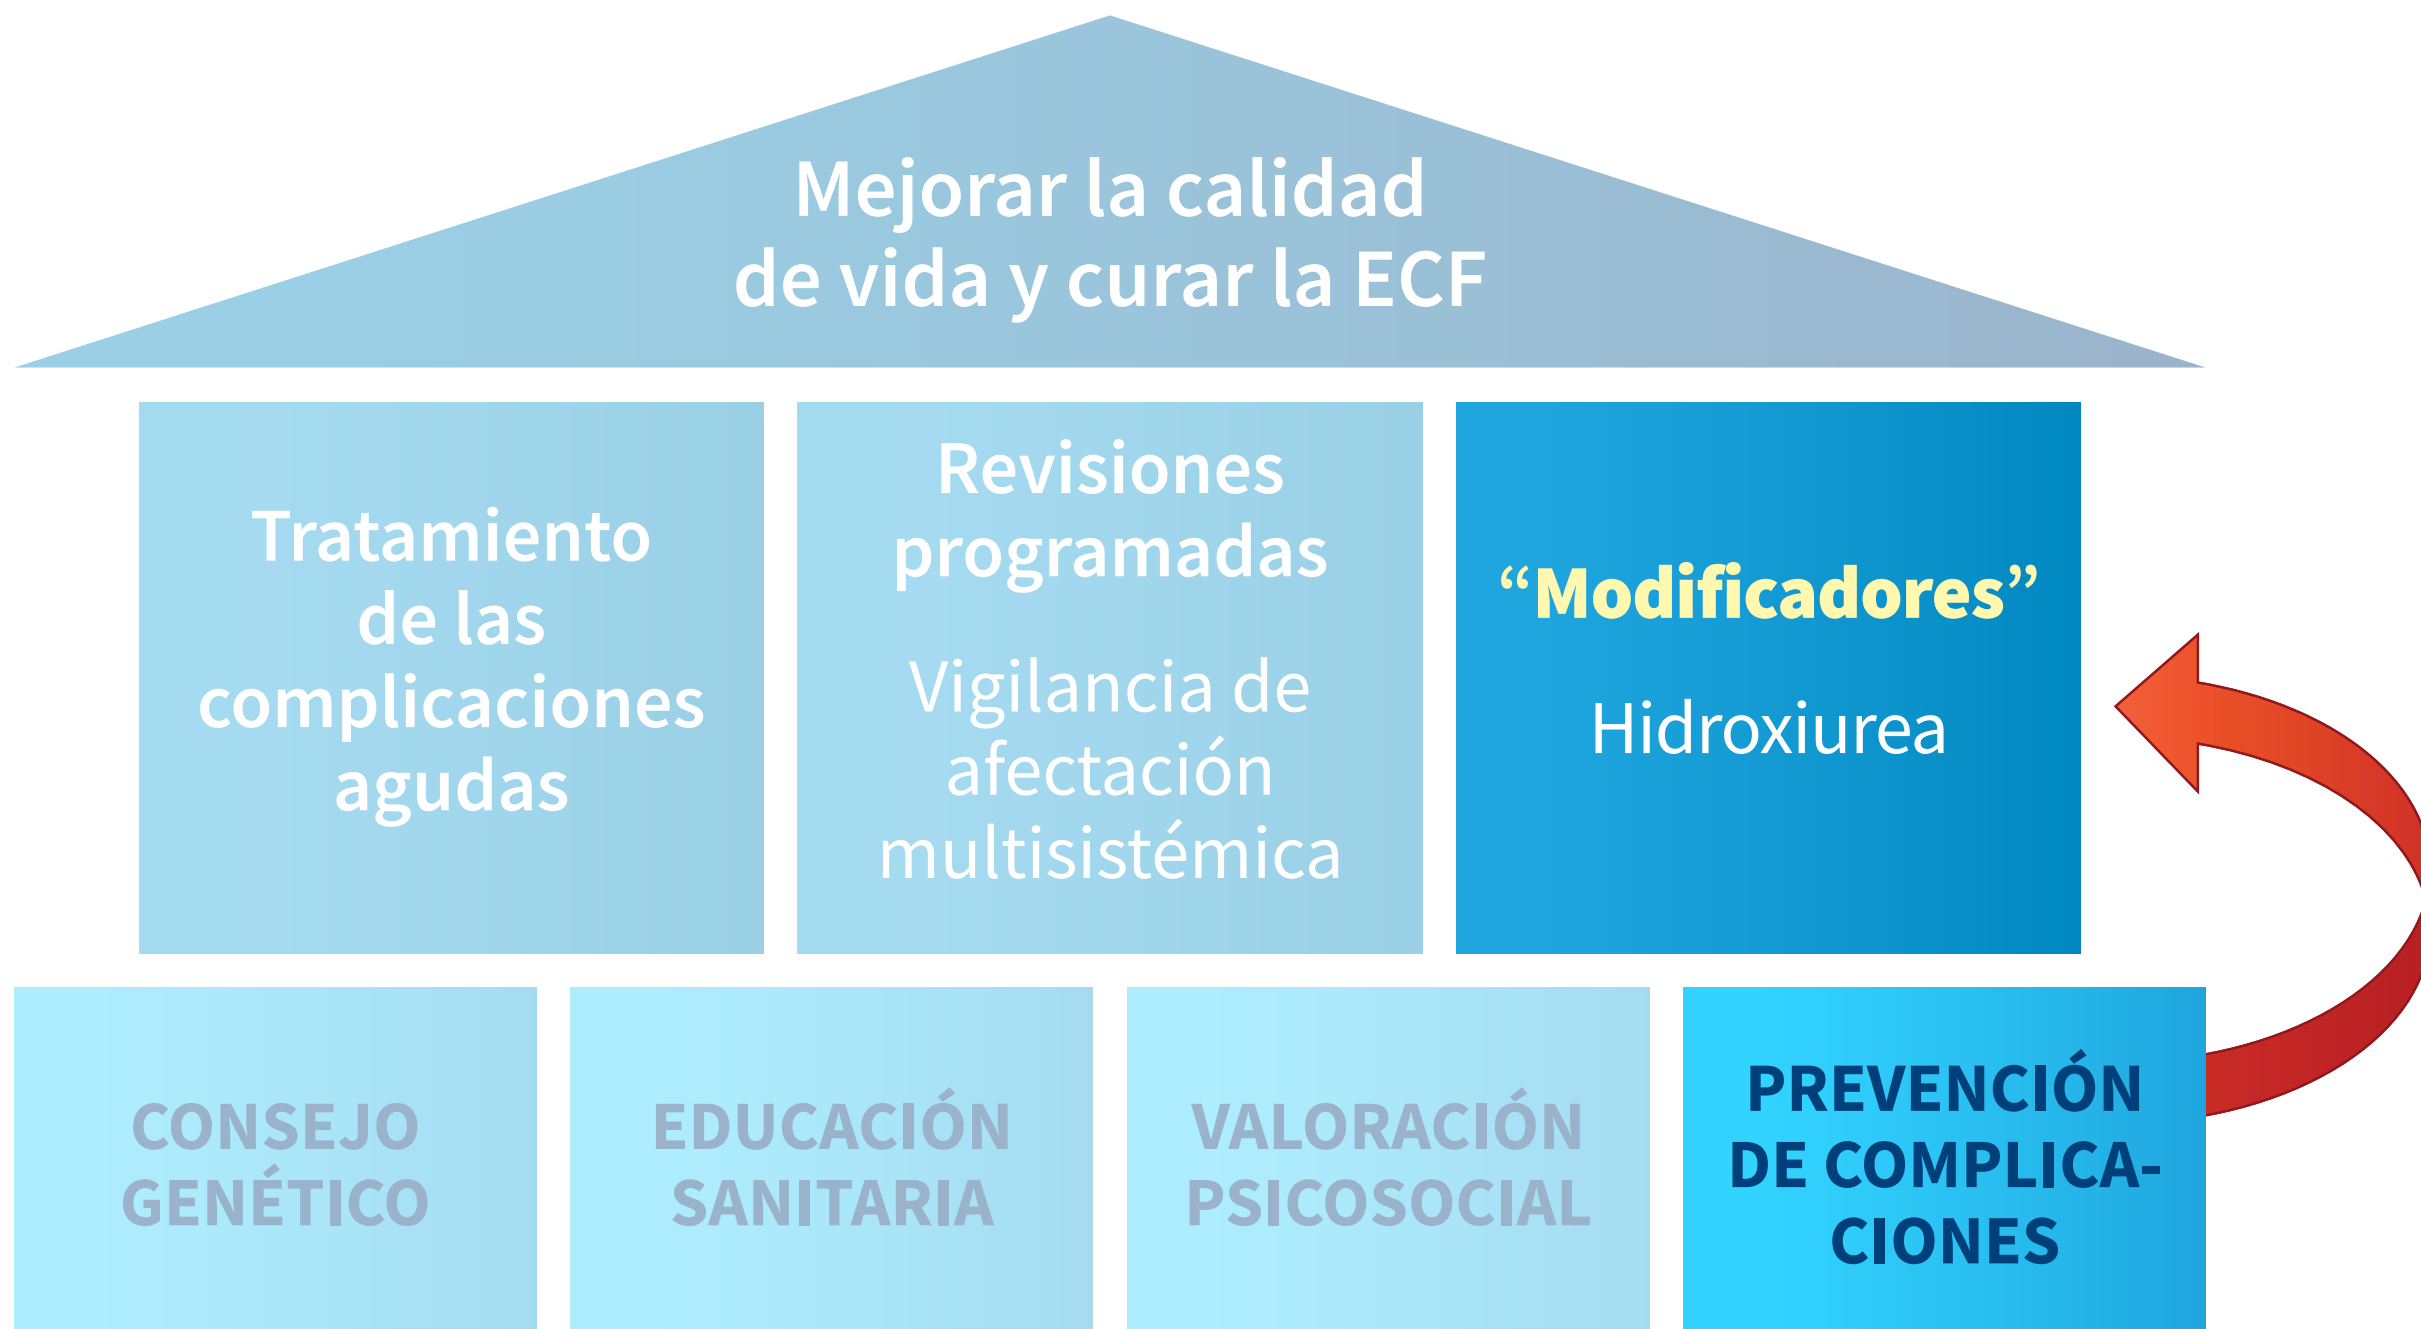 Mejorar la calidad
de vida y curar la ECF
Tratamiento
de las
complicaciones
agudas
Revisiones
programadas
Vigilancia de
afectación
multisistémica
“Modificadores”
Hidroxiurea
CONSEJO
GENÉTICO
EDUCACIÓN
SANITARIA
VALORACIÓN
PSICOSOCIAL
PREVENCIÓN
DE COMPLICA-
CIONES